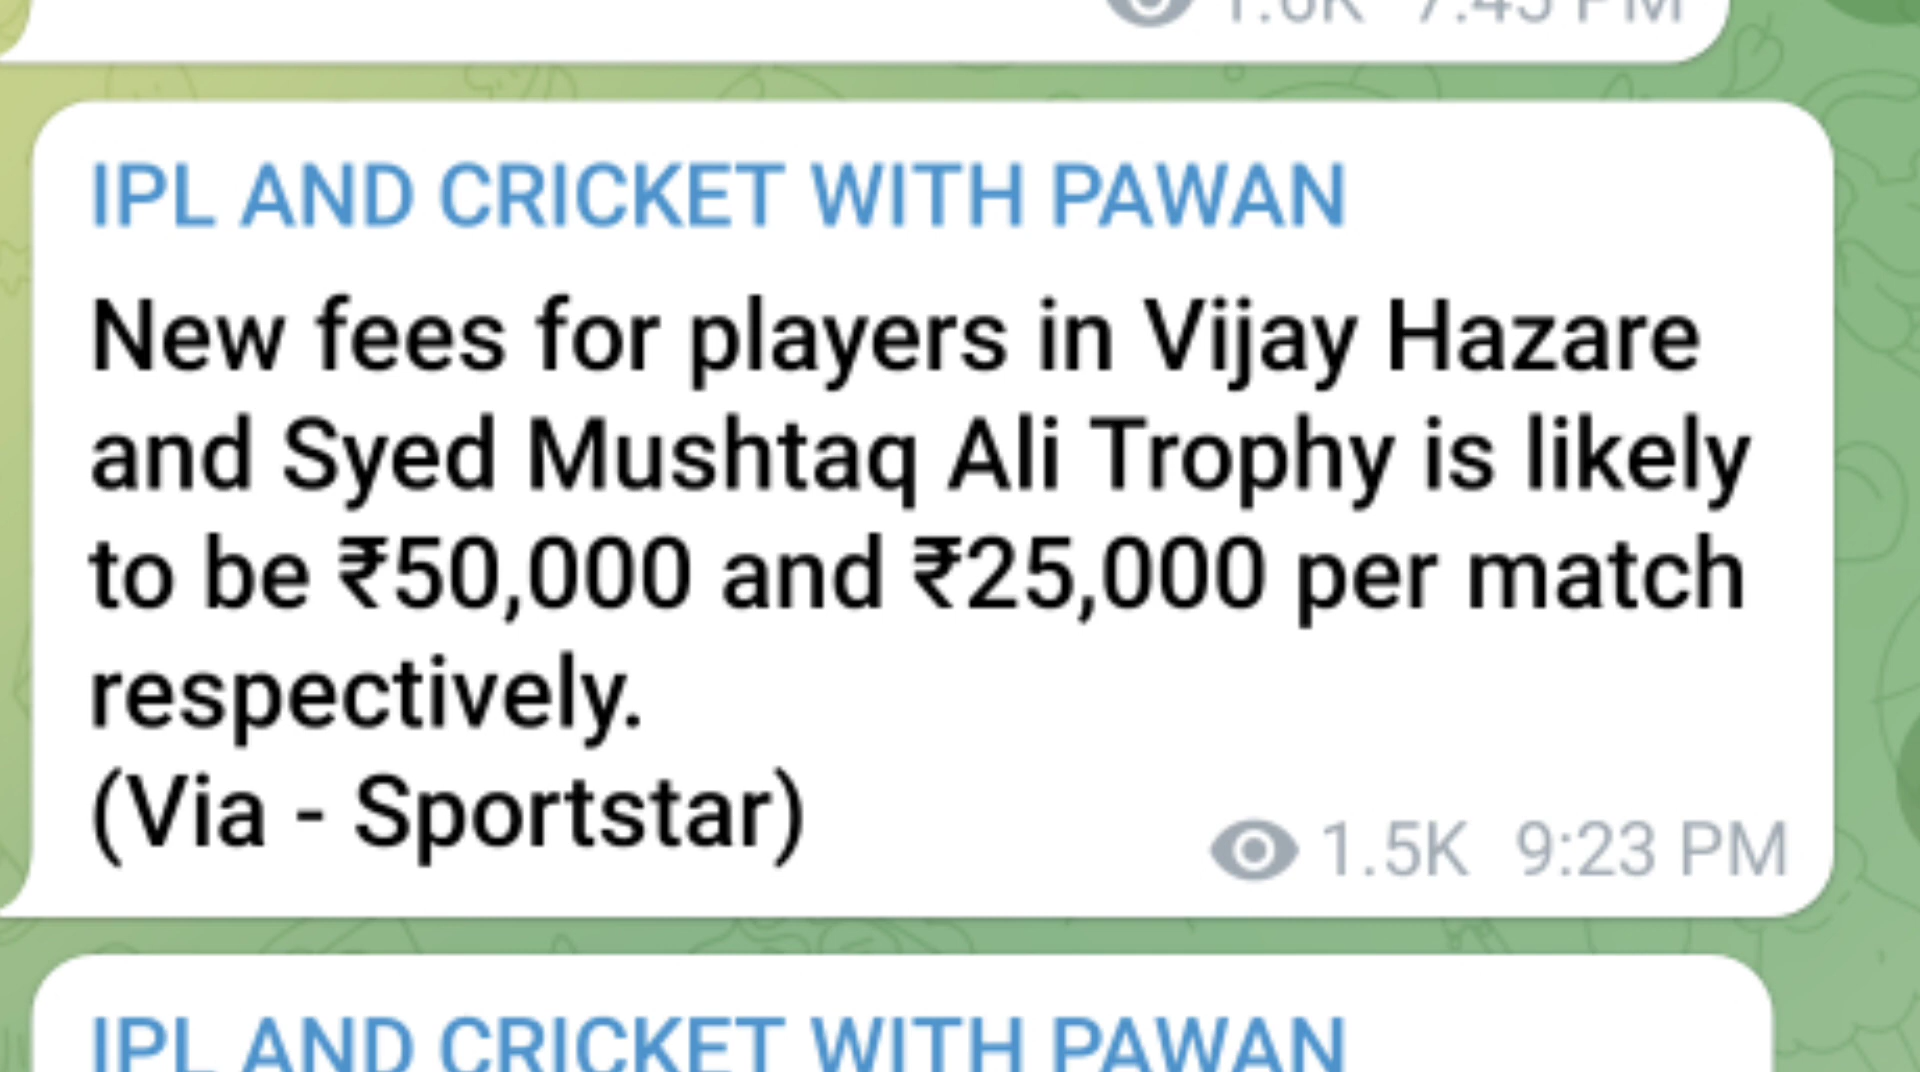 IPL AND CRICKET WITH PAWAN
New fees for players in Vijay Hazare
and Syed Mushtaq Ali Trophy is likely
to be ₹50,000 and ₹25,000 per match
respectively.
(Via - Sportstar)
1.5K 9:23 PM
IPL AND CRICKET WITH PAWAN